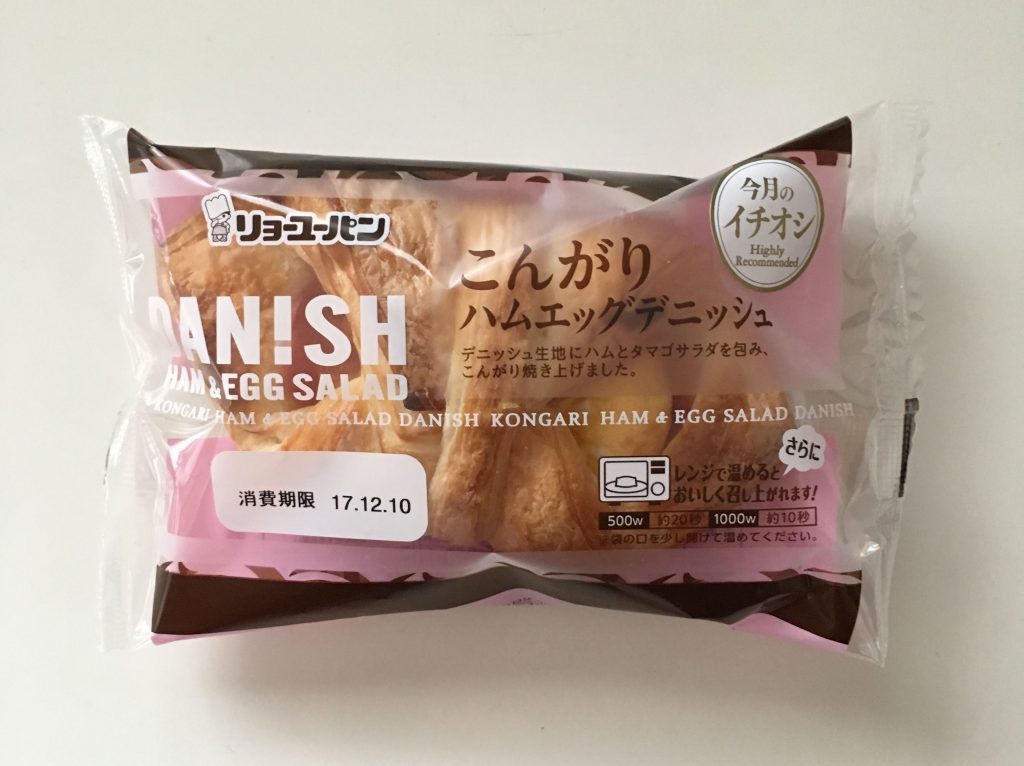 リョーユーパン
今月の
イチオシ
Highly
Recommended
こんがり
ハムエッグデニッシュ
デニッシュ生地にハムとタマゴサラダを包み、
こんがり焼き上げました。
DAN!SH
HAM & EGG SALAD
KONGARI HAM & EGG SALAD DANISH KONGARI HAM & EGG SALAD DANISH
消費期限 17.12.10
さらに
レンジで温めると
おいしく召し上がれます!
500w 約20秒 1000w 約10秒
袋の口を少し開けて温めてください。